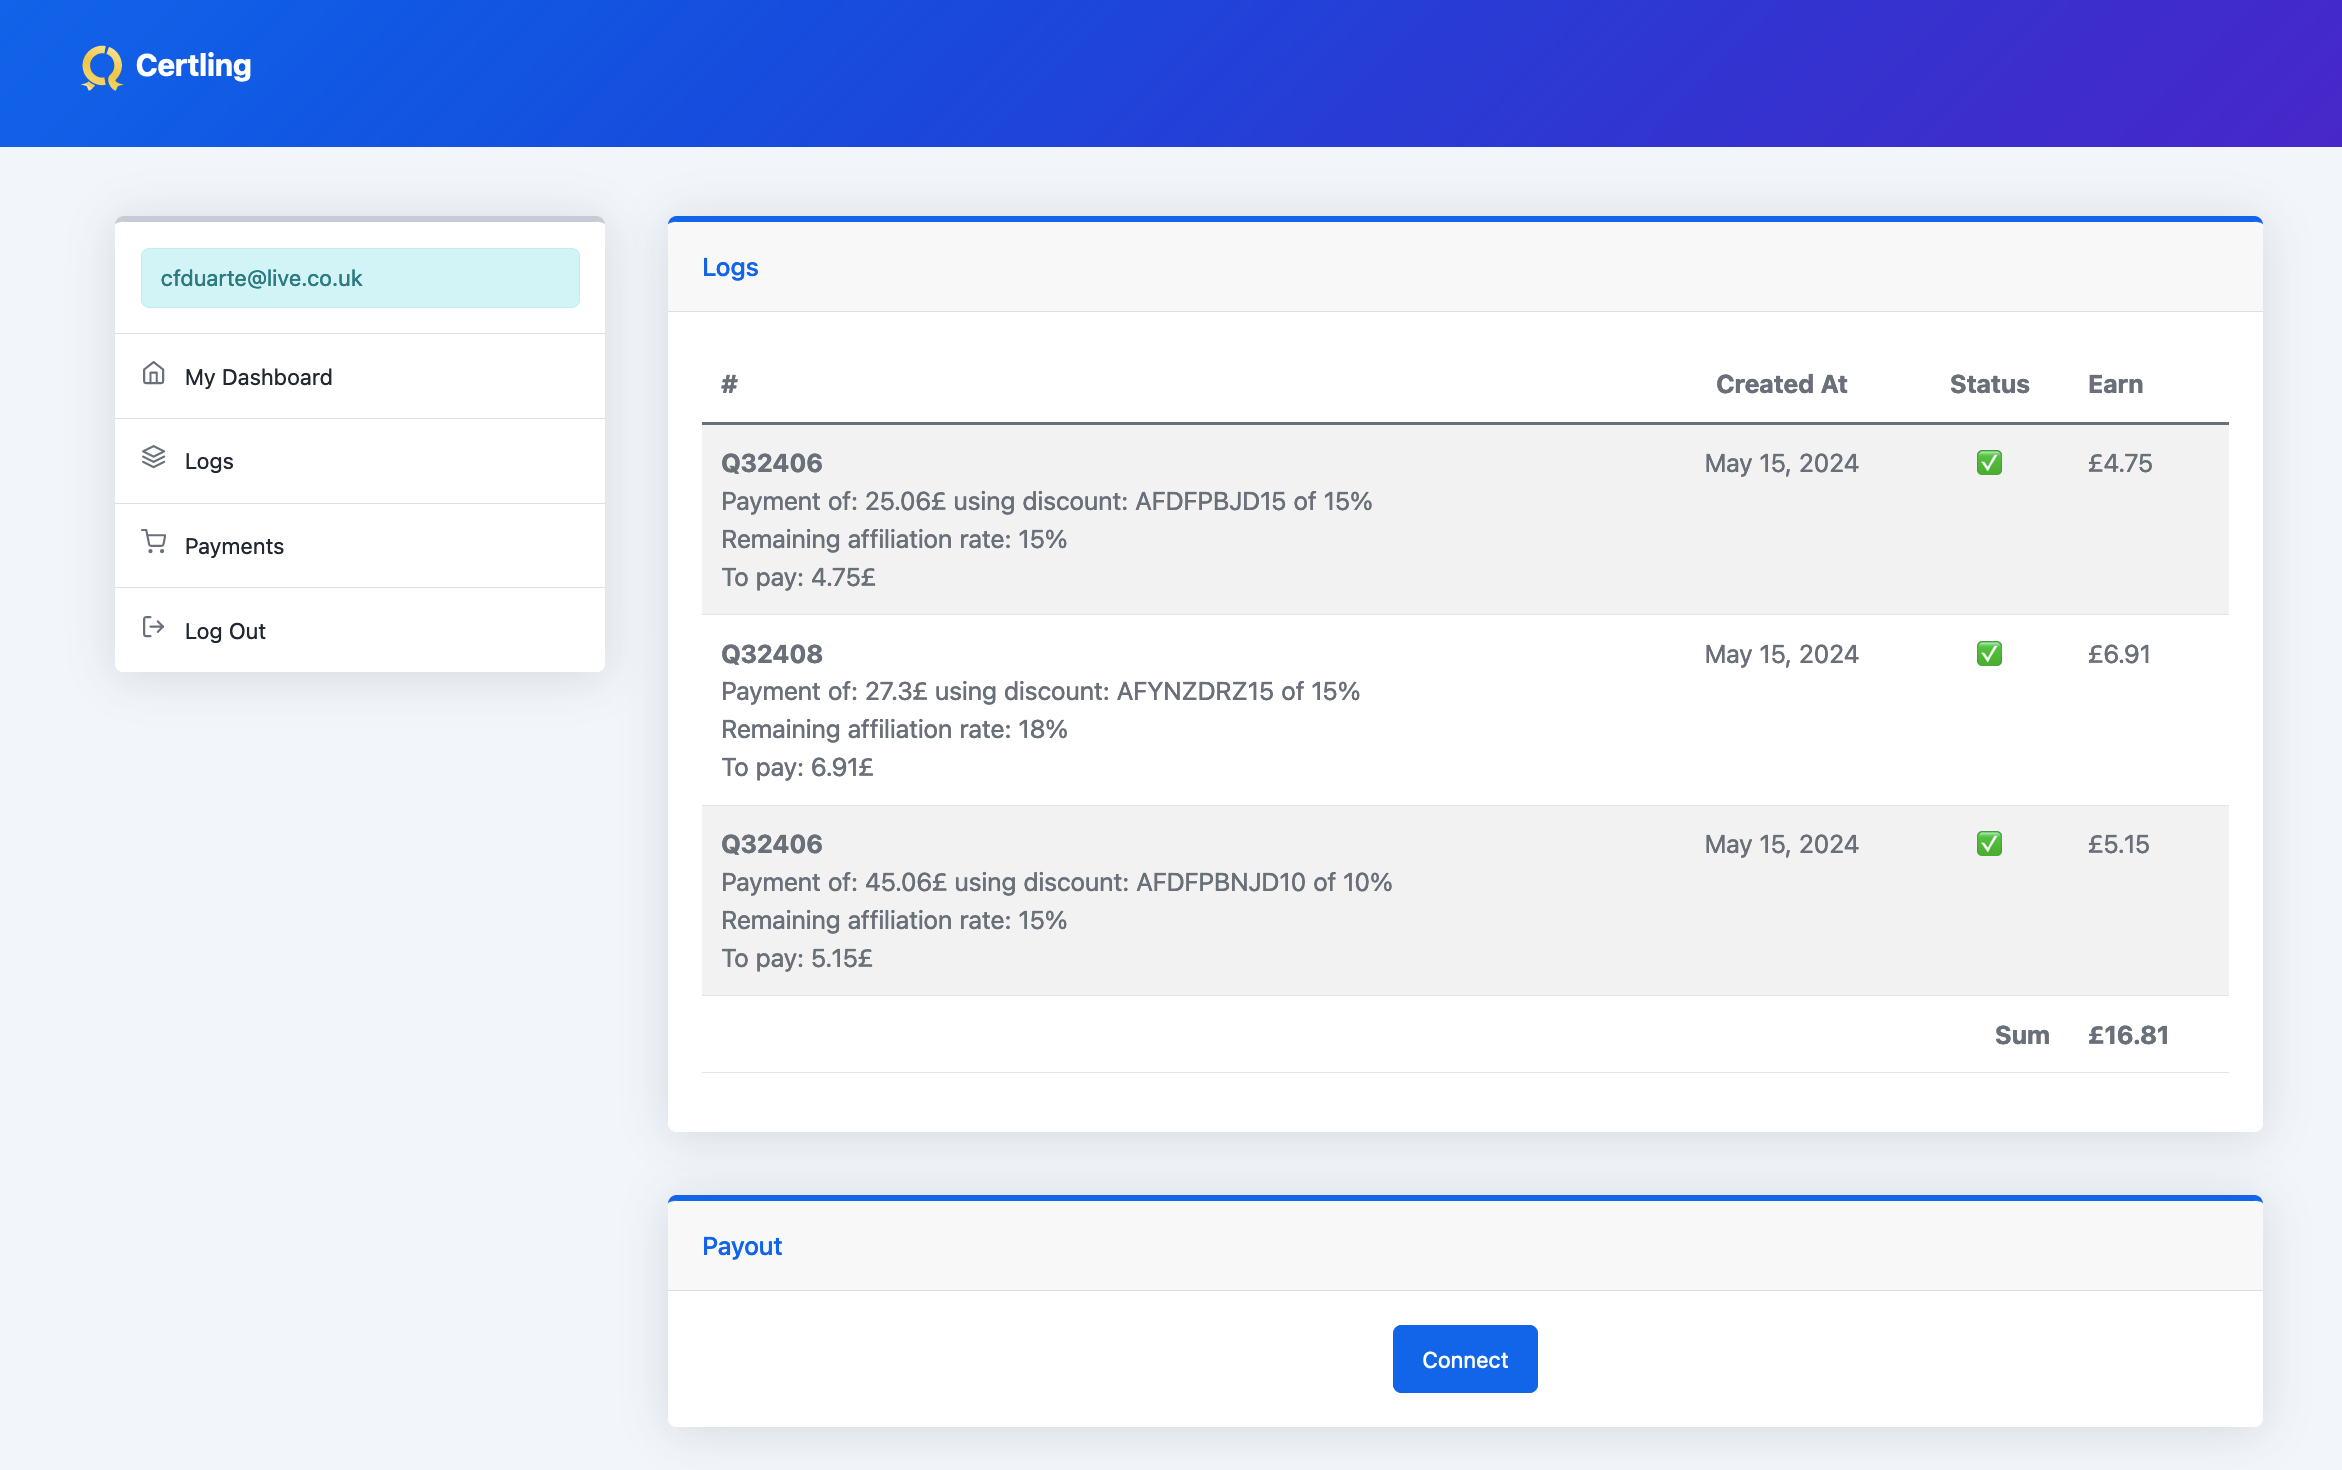 Certling
cfduarte@live.co.uk
My Dashboard
Logs
Payments
Log Out
Logs
# Created At Status Earn
Q32406 May 15, 2024 ✅ £4.75
Payment of: 25.06£ using discount: AFDFPBJD15 of 15%
Remaining affiliation rate: 15%
To pay: 4.75£
Q32408 May 15, 2024 ✅ £6.91
Payment of: 27.3£ using discount: AFYNZDRZ15 of 15%
Remaining affiliation rate: 18%
To pay: 6.91£
Q32406 May 15, 2024 ✅ £5.15
Payment of: 45.06£ using discount: AFDFPBNJD10 of 10%
Remaining affiliation rate: 15%
To pay: 5.15£
Sum £16.81
Payout
Connect